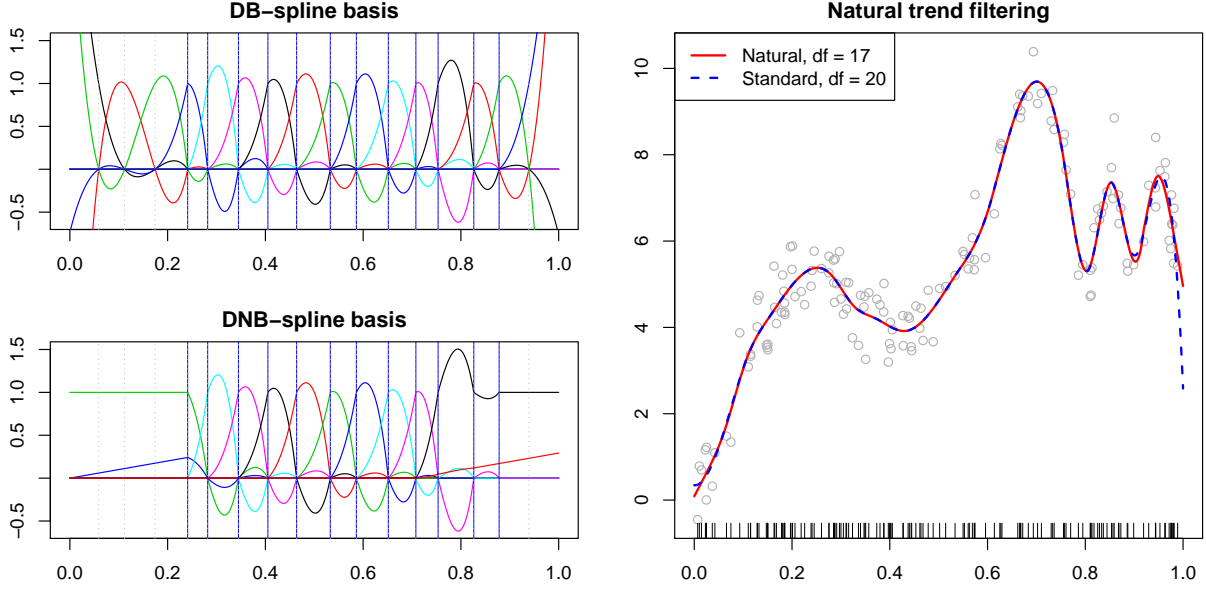 DB−spline basis
1.5
1.0
0.5
−0.5
0.0 0.2 0.4 0.6 0.8 1.0
DNB−spline basis
1.5
1.0
0.5
−0.5
0.0 0.2 0.4 0.6 0.8 1.0
Natural trend filtering
Natural, df = 17
Standard, df = 20
10
8
6
4
2
0
0.0 0.2 0.4 0.6 0.8 1.0